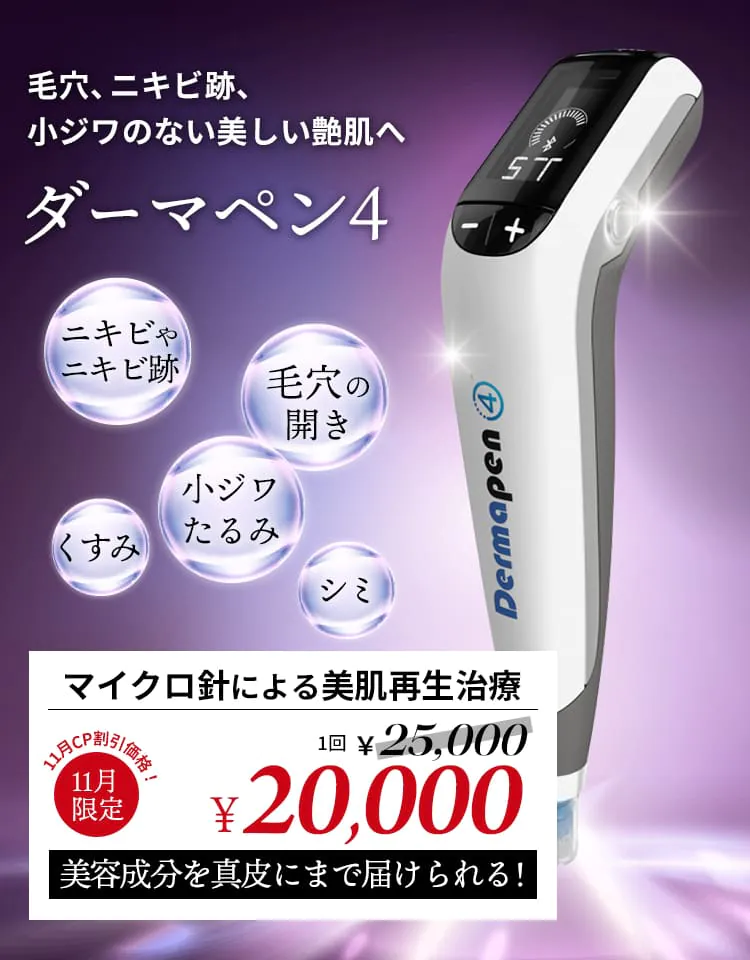 毛穴、ニキビ跡、
小ジワのない美しい艶肌へ
ダーマペン4
ニキビや
ニキビ跡
毛穴の
開き
小ジワ
たるみ
くすみ
シミ
ST
− +
Dermapen 4
マイクロ針による美肌再生治療
1回 ¥25,000
11月CP割引価格！
11月
限定
¥20,000
美容成分を真皮にまで届けられる！